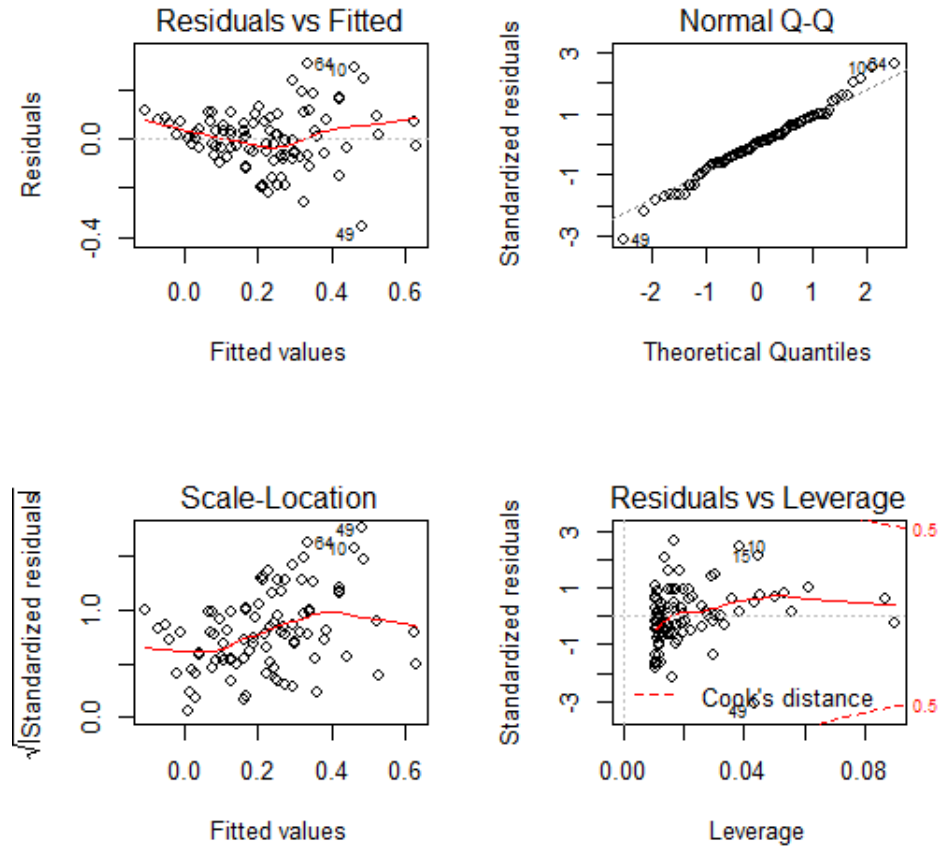 Residuals vs Fitted
Residuals
0.0
-0.4
64
10
49
0.0 0.2 0.4 0.6
Fitted values
Normal Q-Q
Standardized residuals
3
1
-1
-3
10
64
49
-2 -1 0 1 2
Theoretical Quantiles
Scale-Location
√|Standardized residuals|
1.0
0.0
49
64
10
0.0 0.2 0.4 0.6
Fitted values
Residuals vs Leverage
Standardized residuals
3
1
-1
-3
10
15
49
0.5
0.5
Cook's distance
0.00 0.04 0.08
Leverage